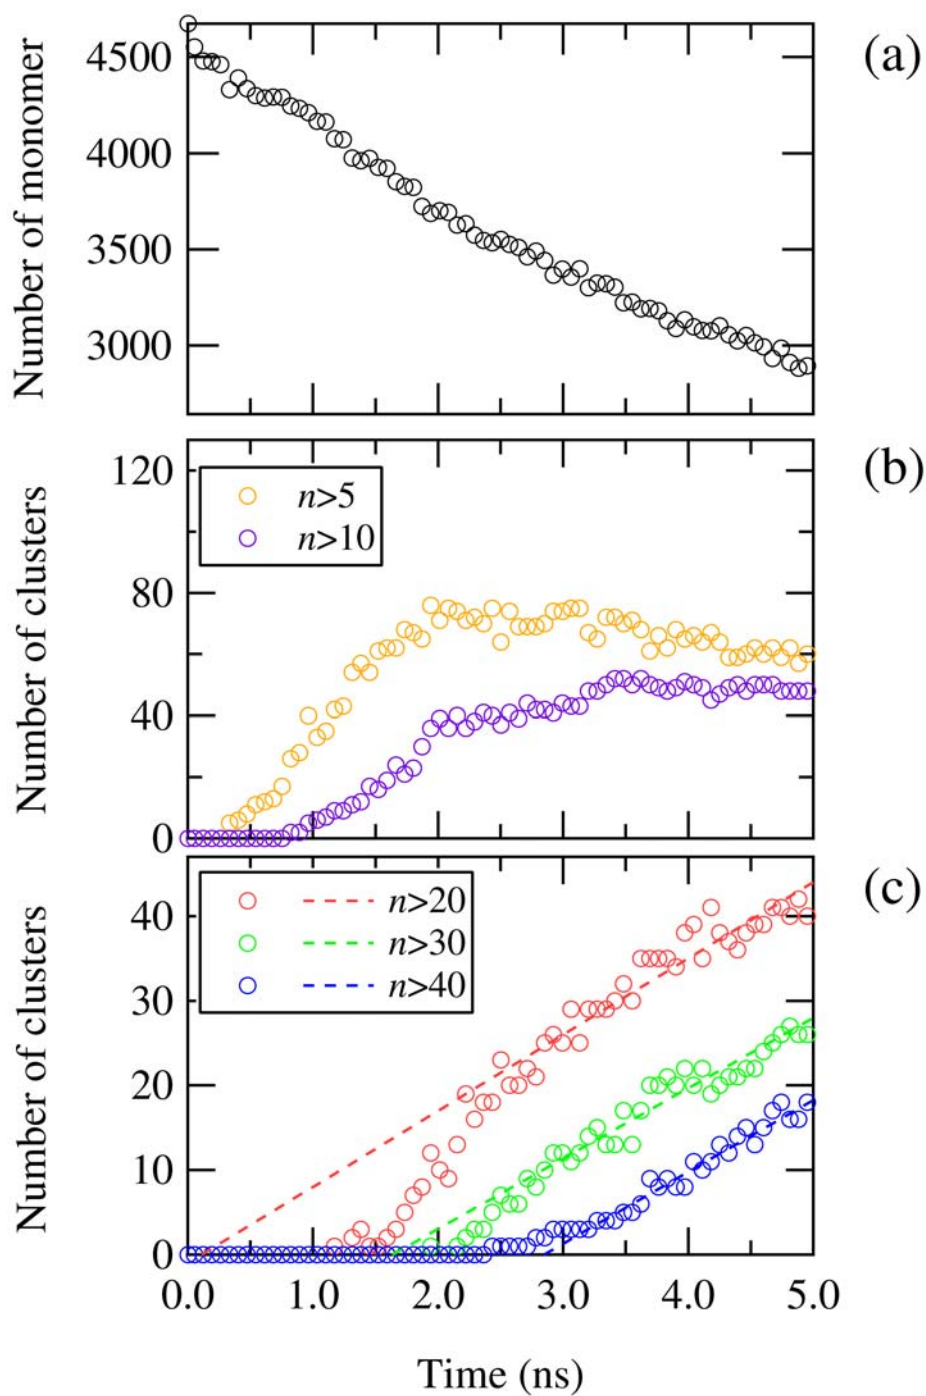 (a)
Number of monomer
4500
4000
3500
3000
(b)
Number of clusters
120
80
40
0
n>5
n>10
(c)
Number of clusters
40
30
20
10
0
n>20
n>30
n>40
0.0 1.0 2.0 3.0 4.0 5.0
Time (ns)